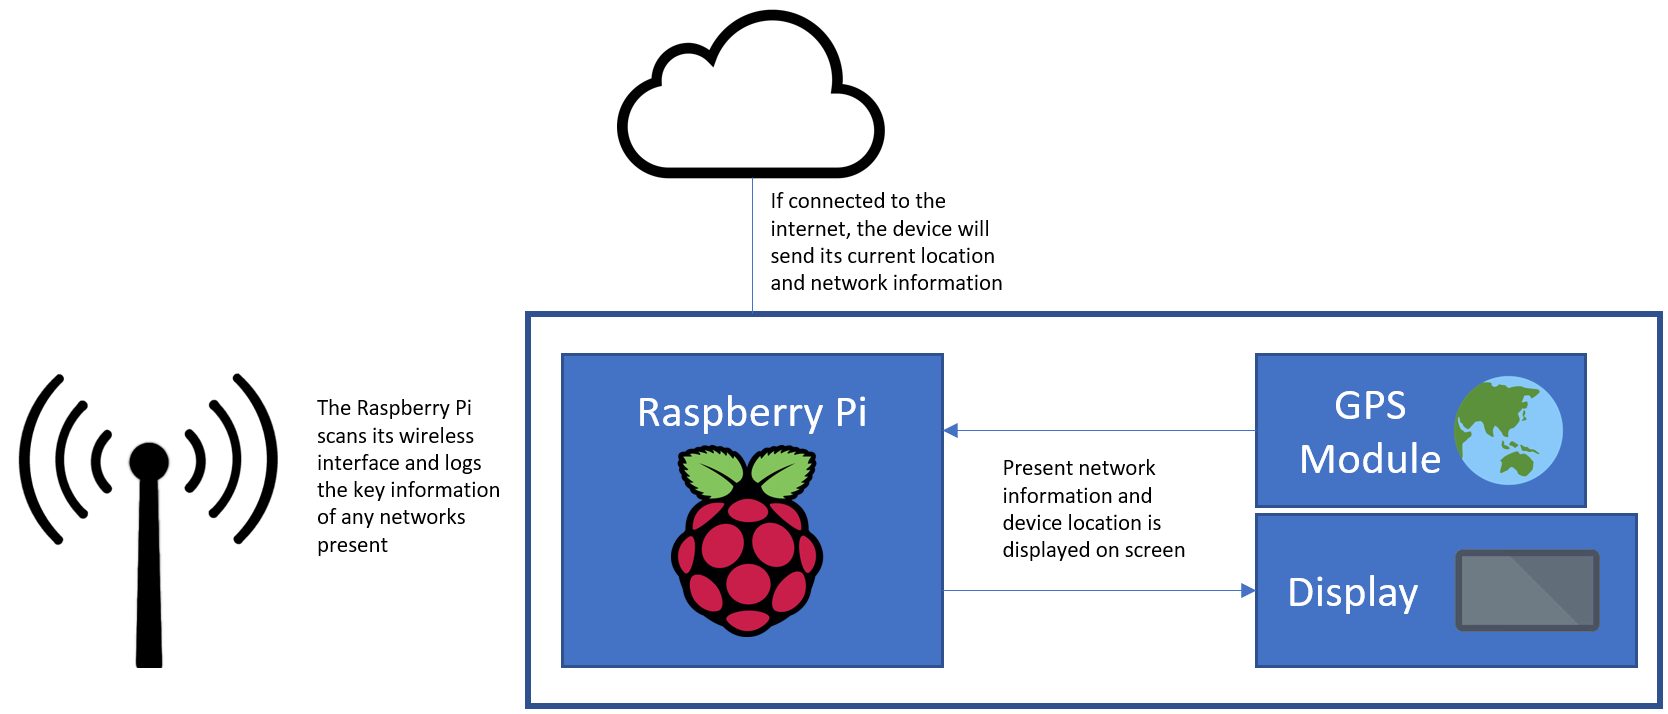 If connected to the
internet, the device will
send its current location
and network information
The Raspberry Pi
scans its wireless
interface and logs
the key information
of any networks
present
Raspberry Pi
GPS
Module
Present network
information and
device location is
displayed on screen
Display